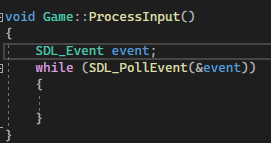 void Game::ProcessInput()
{
    SDL_Event event;
    while (SDL_PollEvent(&event))
    {

    }
}